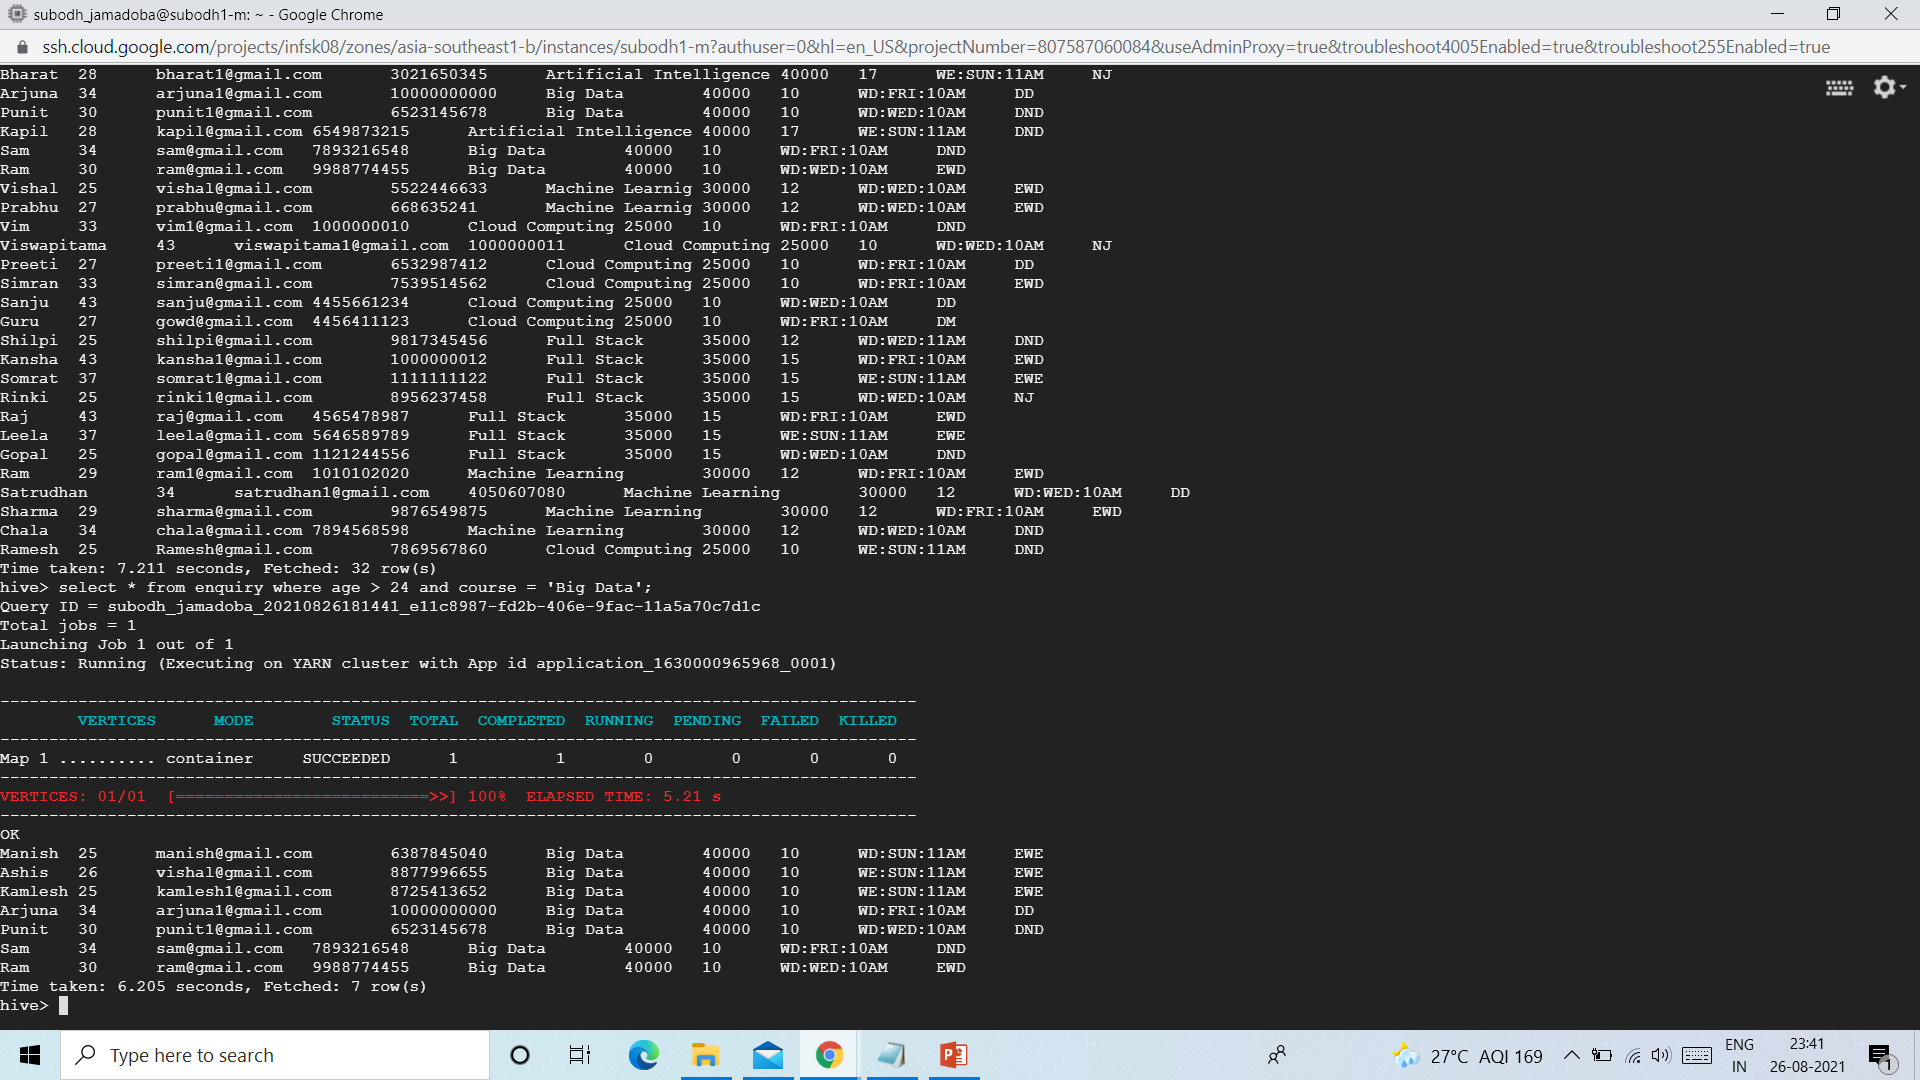 subodh_jamadoba@subodh1-m: ~ - Google Chrome
ssh.cloud.google.com/projects/infsk08/zones/asia-southeast1-b/instances/subodh1-m?authuser=0&hl=en_US&projectNumber=807587060084&useAdminProxy=true&troubleshoot4005Enabled=true&troubleshoot255Enabled=true
Bharat 28 bharat1@gmail.com 3021650345 Artificial Intelligence 40000 17 WE:SUN:11AM NJ
Arjuna 34 arjuna1@gmail.com 10000000000 Big Data 40000 10 WD:FRI:10AM DD
Punit 30 punit1@gmail.com 6523145678 Big Data 40000 10 WD:WED:10AM DND
Kapil 28 kapil@gmail.com 6549873215 Artificial Intelligence 40000 17 WE:SUN:11AM DND
Sam 34 sam@gmail.com 7893216548 Big Data 40000 10 WD:FRI:10AM DND
Ram 30 ram@gmail.com 9988774455 Big Data 40000 10 WD:WED:10AM EWD
Vishal 25 vishal@gmail.com 5522446633 Machine Learnig 30000 12 WD:WED:10AM EWD
Prabhu 27 prabhu@gmail.com 668635241 Machine Learnig 30000 12 WD:WED:10AM EWD
Vim 33 vim1@gmail.com 1000000010 Cloud Computing 25000 10 WD:FRI:10AM DND
Viswapitama 43 viswapitama1@gmail.com 1000000011 Cloud Computing 25000 10 WD:WED:10AM NJ
Preeti 27 preeti1@gmail.com 6532987412 Cloud Computing 25000 10 WD:FRI:10AM DD
Simran 33 simran@gmail.com 7539514562 Cloud Computing 25000 10 WD:FRI:10AM EWD
Sanju 43 sanju@gmail.com 4455661234 Cloud Computing 25000 10 WD:WED:10AM DD
Guru 27 gowd@gmail.com 4456411123 Cloud Computing 25000 10 WD:FRI:10AM DM
Shilpi 25 shilpi@gmail.com 9817345456 Full Stack 35000 12 WD:WED:11AM DND
Kansha 43 kansha1@gmail.com 1000000012 Full Stack 35000 15 WD:FRI:10AM EWD
Somrat 37 somrat1@gmail.com 1111111122 Full Stack 35000 15 WE:SUN:11AM EWE
Rinki 25 rinki1@gmail.com 8956237458 Full Stack 35000 15 WD:WED:10AM NJ
Raj 43 raj@gmail.com 4565478987 Full Stack 35000 15 WD:FRI:10AM EWD
Leela 37 leela@gmail.com 5646589789 Full Stack 35000 15 WE:SUN:11AM EWE
Gopal 25 gopal@gmail.com 1121244556 Full Stack 35000 15 WD:WED:10AM DND
Ram 29 ram1@gmail.com 1010102020 Machine Learning 30000 12 WD:FRI:10AM EWD
Satrudhan 34 satrudhan1@gmail.com 4050607080 Machine Learning 30000 12 WD:WED:10AM DD
Sharma 29 sharma@gmail.com 9876549875 Machine Learning 30000 12 WD:FRI:10AM EWD
Chala 34 chala@gmail.com 7894568598 Machine Learning 30000 12 WD:WED:10AM DND
Ramesh 25 Ramesh@gmail.com 7869567860 Cloud Computing 25000 10 WE:SUN:11AM DND
Time taken: 7.211 seconds, Fetched: 32 row(s)
hive> select * from enquiry where age > 24 and course = 'Big Data';
Query ID = subodh_jamadoba_20210826181441_e11c8987-fd2b-406e-9fac-11a5a70c7d1c
Total jobs = 1
Launching Job 1 out of 1
Status: Running (Executing on YARN cluster with App id application_1630000965968_0001)
----------------------------------------------------------------------------------------------
VERTICES MODE STATUS TOTAL COMPLETED RUNNING PENDING FAILED KILLED
----------------------------------------------------------------------------------------------
Map 1 .......... container SUCCEEDED 1 1 0 0 0 0
----------------------------------------------------------------------------------------------
VERTICES: 01/01 [==========================>>] 100% ELAPSED TIME: 5.21 s
----------------------------------------------------------------------------------------------
OK
Manish 25 manish@gmail.com 6387845040 Big Data 40000 10 WD:SUN:11AM EWE
Ashis 26 vishal@gmail.com 8877996655 Big Data 40000 10 WE:SUN:11AM EWE
Kamlesh 25 kamlesh1@gmail.com 8725413652 Big Data 40000 10 WE:SUN:11AM EWE
Arjuna 34 arjuna1@gmail.com 10000000000 Big Data 40000 10 WD:FRI:10AM DD
Punit 30 punit1@gmail.com 6523145678 Big Data 40000 10 WD:WED:10AM DND
Sam 34 sam@gmail.com 7893216548 Big Data 40000 10 WD:FRI:10AM DND
Ram 30 ram@gmail.com 9988774455 Big Data 40000 10 WD:WED:10AM EWD
Time taken: 6.205 seconds, Fetched: 7 row(s)
hive>
Type here to search
27°C AQI 169
ENG
IN
23:41
26-08-2021
1